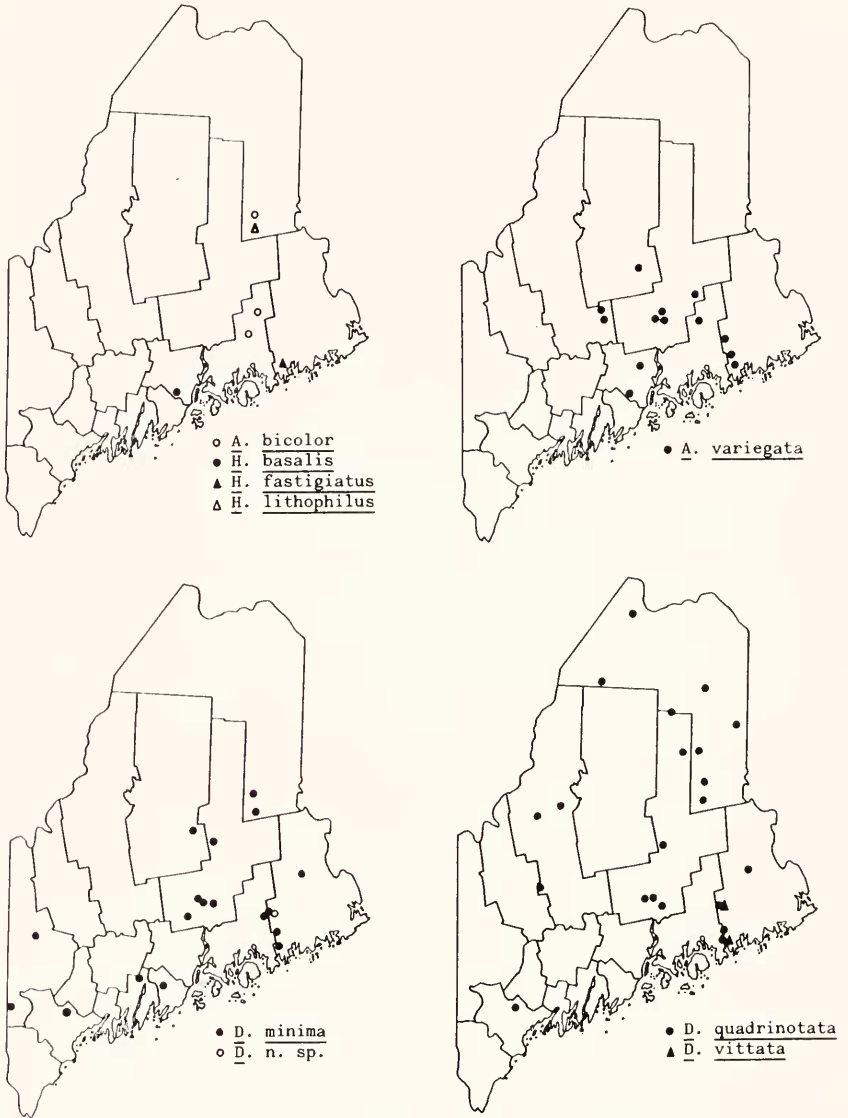 ○ A. bicolor
● H. basalis
▲ H. fastigiatus
△ H. lithophilus
● A. variegata
● D. minima
○ D. n. sp.
● D. quadrinotata
▲ D. vittata